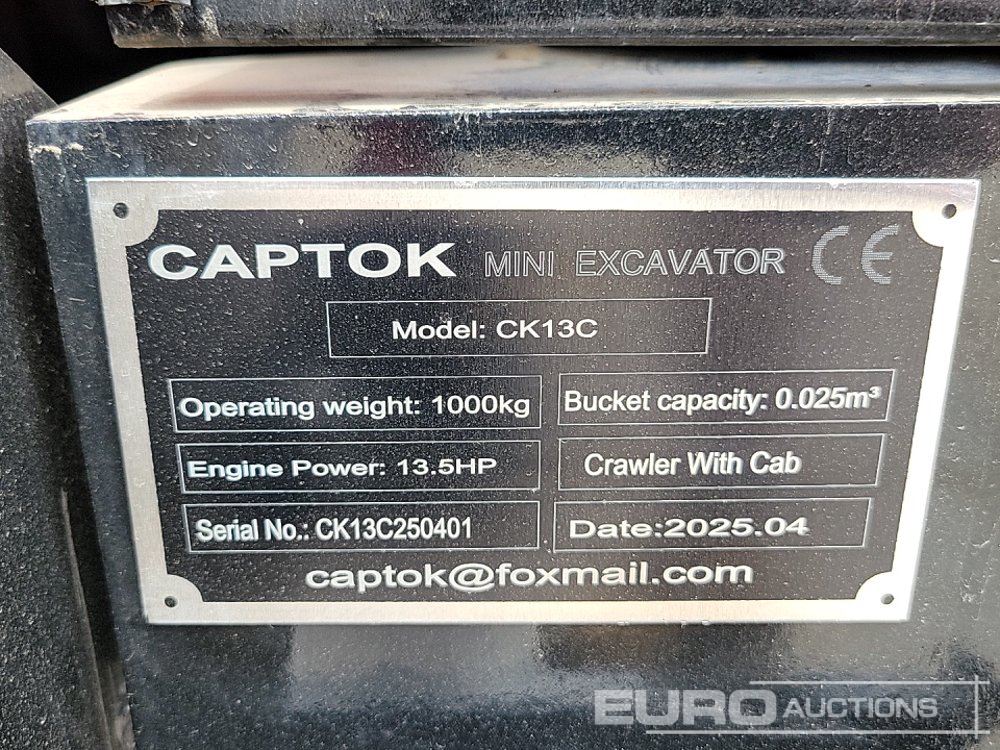 CAPTOK MINI EXCAVATOR CE
Model: CK13C
Operating weight: 1000kg Bucket capacity: 0.025m³
Engine Power: 13.5HP Crawler With Cab
Serial No.: CK13C250401 Date:2025.04
captok@foxmail.com
EURO AUCTIONS